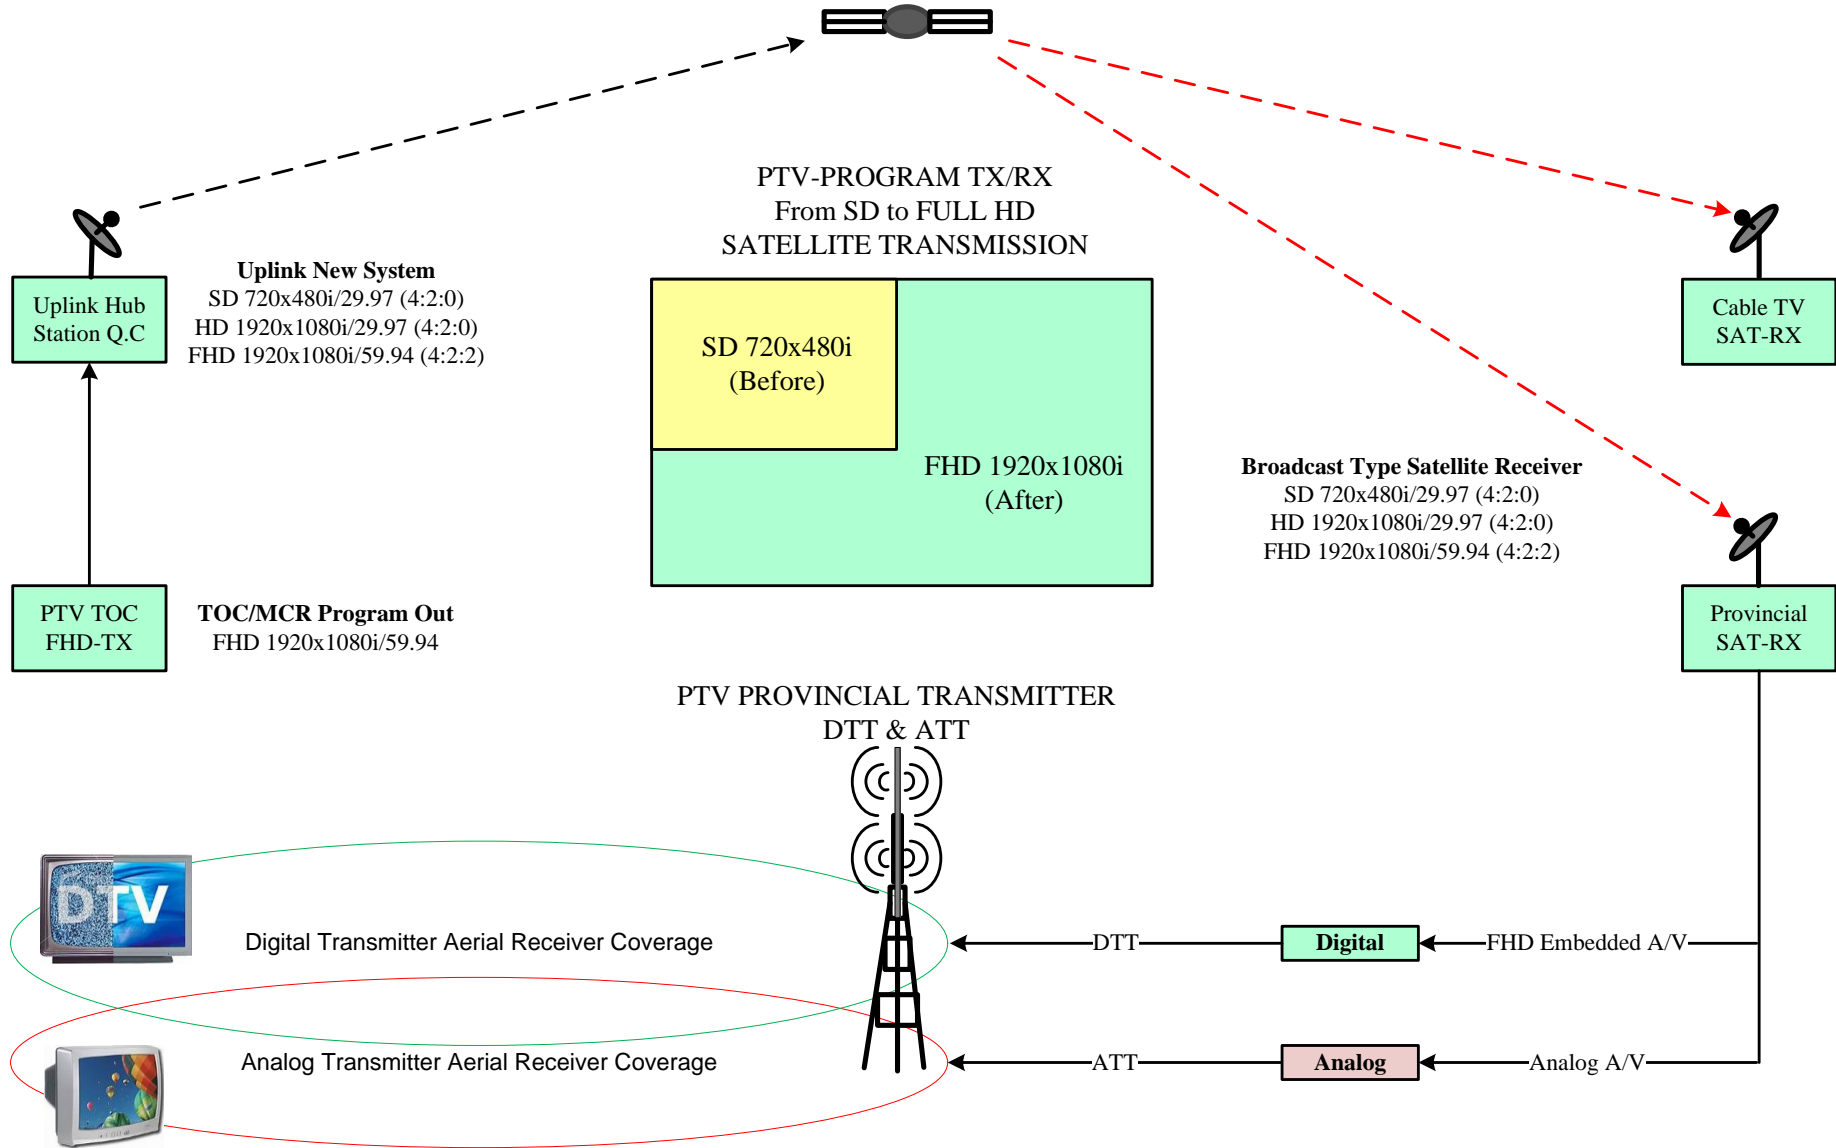 PTV-PROGRAM TX/RX
From SD to FULL HD
SATELLITE TRANSMISSION
Uplink Hub
Station Q.C
Uplink New System
SD 720x480i/29.97 (4:2:0)
HD 1920x1080i/29.97 (4:2:0)
FHD 1920x1080i/59.94 (4:2:2)
SD 720x480i
(Before)
FHD 1920x1080i
(After)
Cable TV
SAT-RX
Broadcast Type Satellite Receiver
SD 720x480i/29.97 (4:2:0)
HD 1920x1080i/29.97 (4:2:0)
FHD 1920x1080i/59.94 (4:2:2)
PTV TOC
FHD-TX
TOC/MCR Program Out
FHD 1920x1080i/59.94
Provincial
SAT-RX
PTV PROVINCIAL TRANSMITTER
DTT & ATT
DTV
Digital Transmitter Aerial Receiver Coverage
DTT
Digital
FHD Embedded A/V
Analog Transmitter Aerial Receiver Coverage
ATT
Analog
Analog A/V